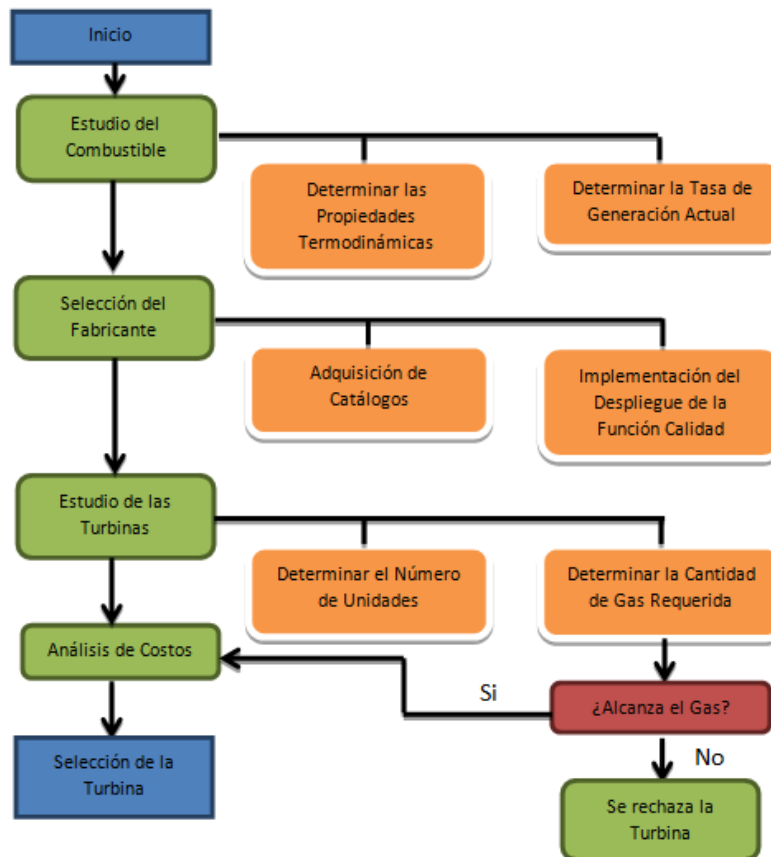 Inicio
Estudio del
Combustible
Determinar las
Propiedades
Termodinámicas
Determinar la Tasa de
Generación Actual
Selección del
Fabricante
Adquisición de
Catálogos
Implementación del
Despliegue de la
Función Calidad
Estudio de las
Turbinas
Determinar el Número
de Unidades
Determinar la Cantidad
de Gas Requerida
Análisis de Costos
Si
¿Alcanza el Gas?
No
Selección de la
Turbina
Se rechaza la
Turbina